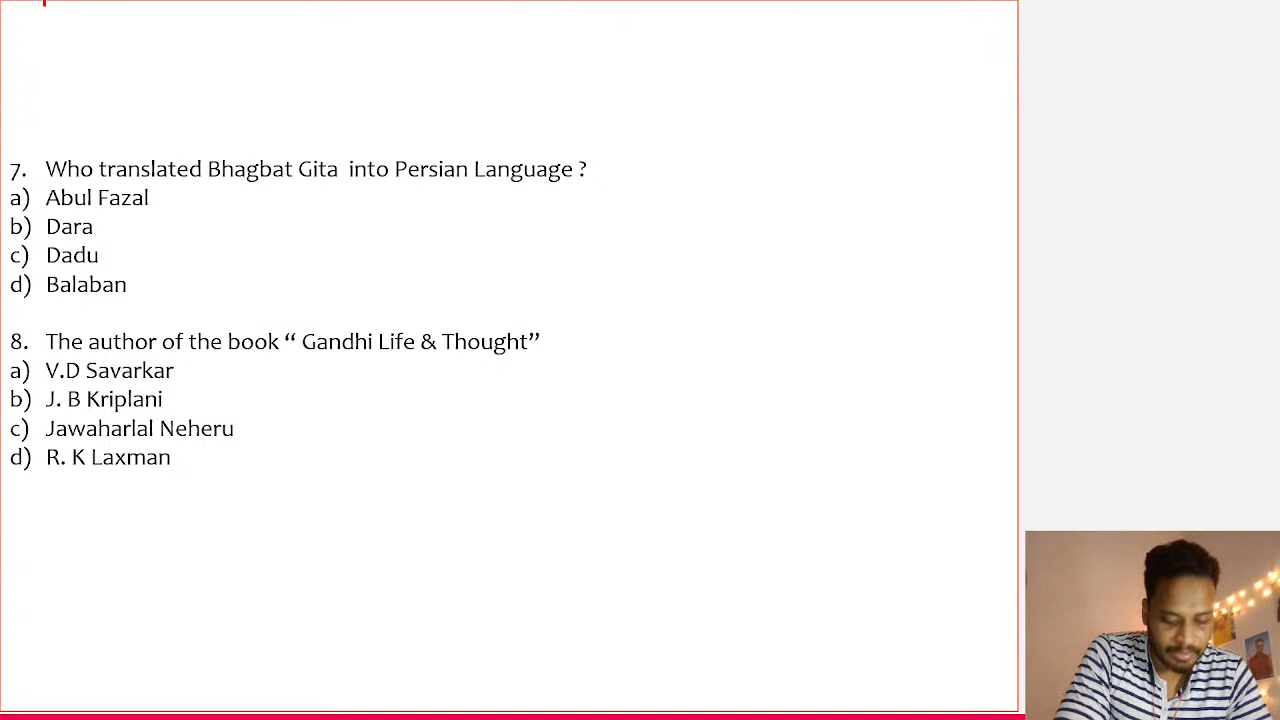 7. Who translated Bhagbat Gita into Persian Language ?
a) Abul Fazal
b) Dara
c) Dadu
d) Balaban
8. The author of the book “ Gandhi Life & Thought”
a) V.D Savarkar
b) J. B Kriplani
c) Jawaharlal Neheru
d) R. K Laxman